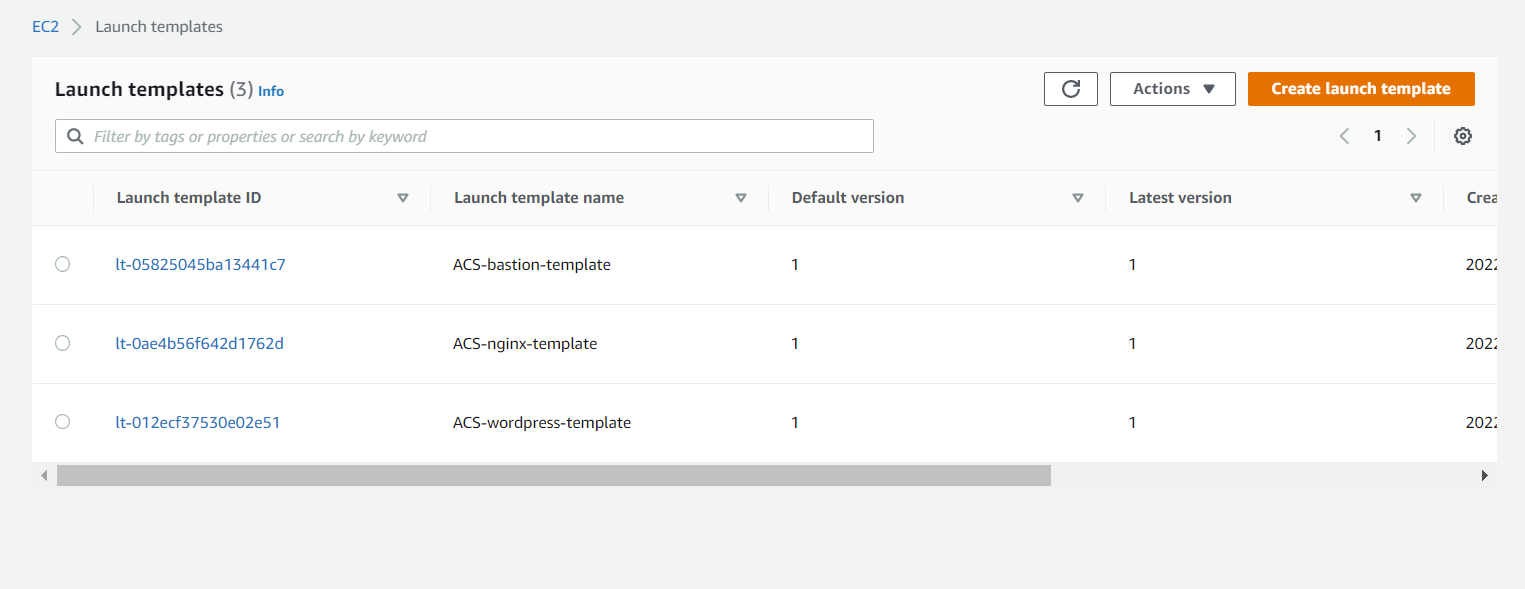 EC2 > Launch templates
Launch templates (3) Info
Actions
Create launch template
Filter by tags or properties or search by keyword
1
Launch template ID Launch template name Default version Latest version Crea
lt-05825045ba13441c7 ACS-bastion-template 1 1 2022
lt-0ae4b56f642d1762d ACS-nginx-template 1 1 2022
lt-012ecf37530e02e51 ACS-wordpress-template 1 1 2022